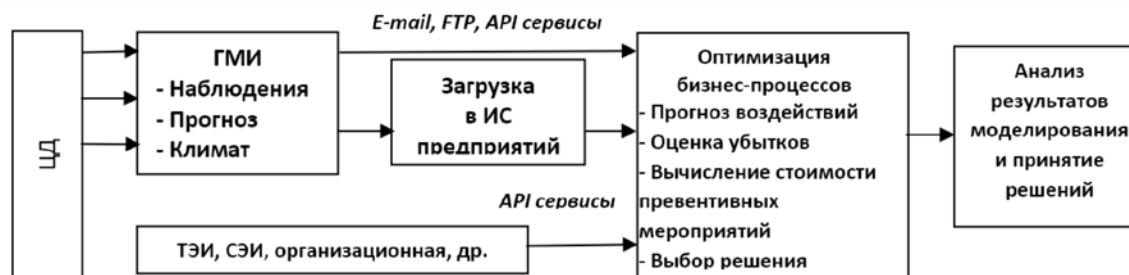 ЦД
E-mail, FTP, API сервисы
ГМИ
- Наблюдения
- Прогноз
- Климат
Загрузка
в ИС
предприятий
API сервисы
ТЭИ, СЭИ, организационная, др.
Оптимизация
бизнес-процессов
- Прогноз воздействий
- Оценка убытков
- Вычисление стоимости
превентивных
мероприятий
- Выбор решения
Анализ
результатов
моделирования
и принятие
решений